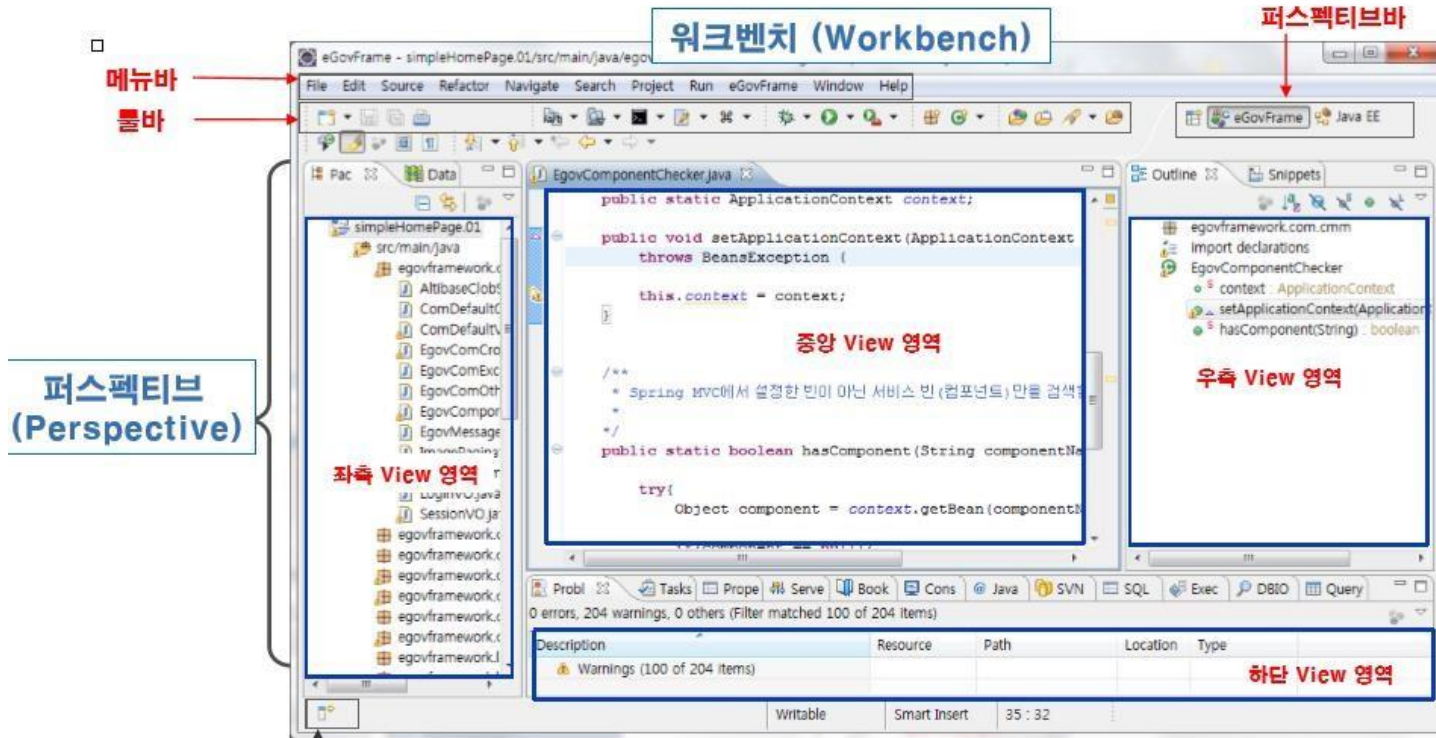 워크벤치 (Workbench)
퍼스펙티브바
eGovFrame - simpleHomePage.01/src/main/java/egov
메뉴바
File Edit Source Refactor Navigate Search Project Run eGovFrame Window Help
툴바
eGovFrame Java EE
Pac Data
EgovComponentChecker.java
Outline Snippets
simpleHomePage.01
src/main/java
egovframework.c
AltibaseClobS
ComDefaultC
ComDefaultV
EgovComCro
EgovComExc
EgovComOth
EgovCompor
EgovMessage
ImagePagina
LoginVO.java
SessionVO.ja
egovframework.c
egovframework.c
egovframework.c
egovframework.c
egovframework.c
egovframework.c
egovframework.l
좌측 View 영역
퍼스펙티브
(Perspective)
public static ApplicationContext context;
public void setApplicationContext(ApplicationContext
throws BeansException {
this.context = context;
}
중앙 View 영역
/**
* Spring MVC에서 설정한 빈이 아닌 서비스 빈(컴포넌트)만을 검색할
*
*/
public static boolean hasComponent(String componentNa
try{
Object component = context.getBean(componentN
egovframework.com.cmm
import declarations
EgovComponentChecker
S context : ApplicationContext
setApplicationContext(Application
S hasComponent(String) : boolean
우측 View 영역
Probl Tasks Prope Serve Book Cons Java SVN SQL Exec DBIO Query
0 errors, 204 warnings, 0 others (Filter matched 100 of 204 items)
Description Resource Path Location Type
Warnings (100 of 204 items)
하단 View 영역
Writable Smart Insert 35 : 32